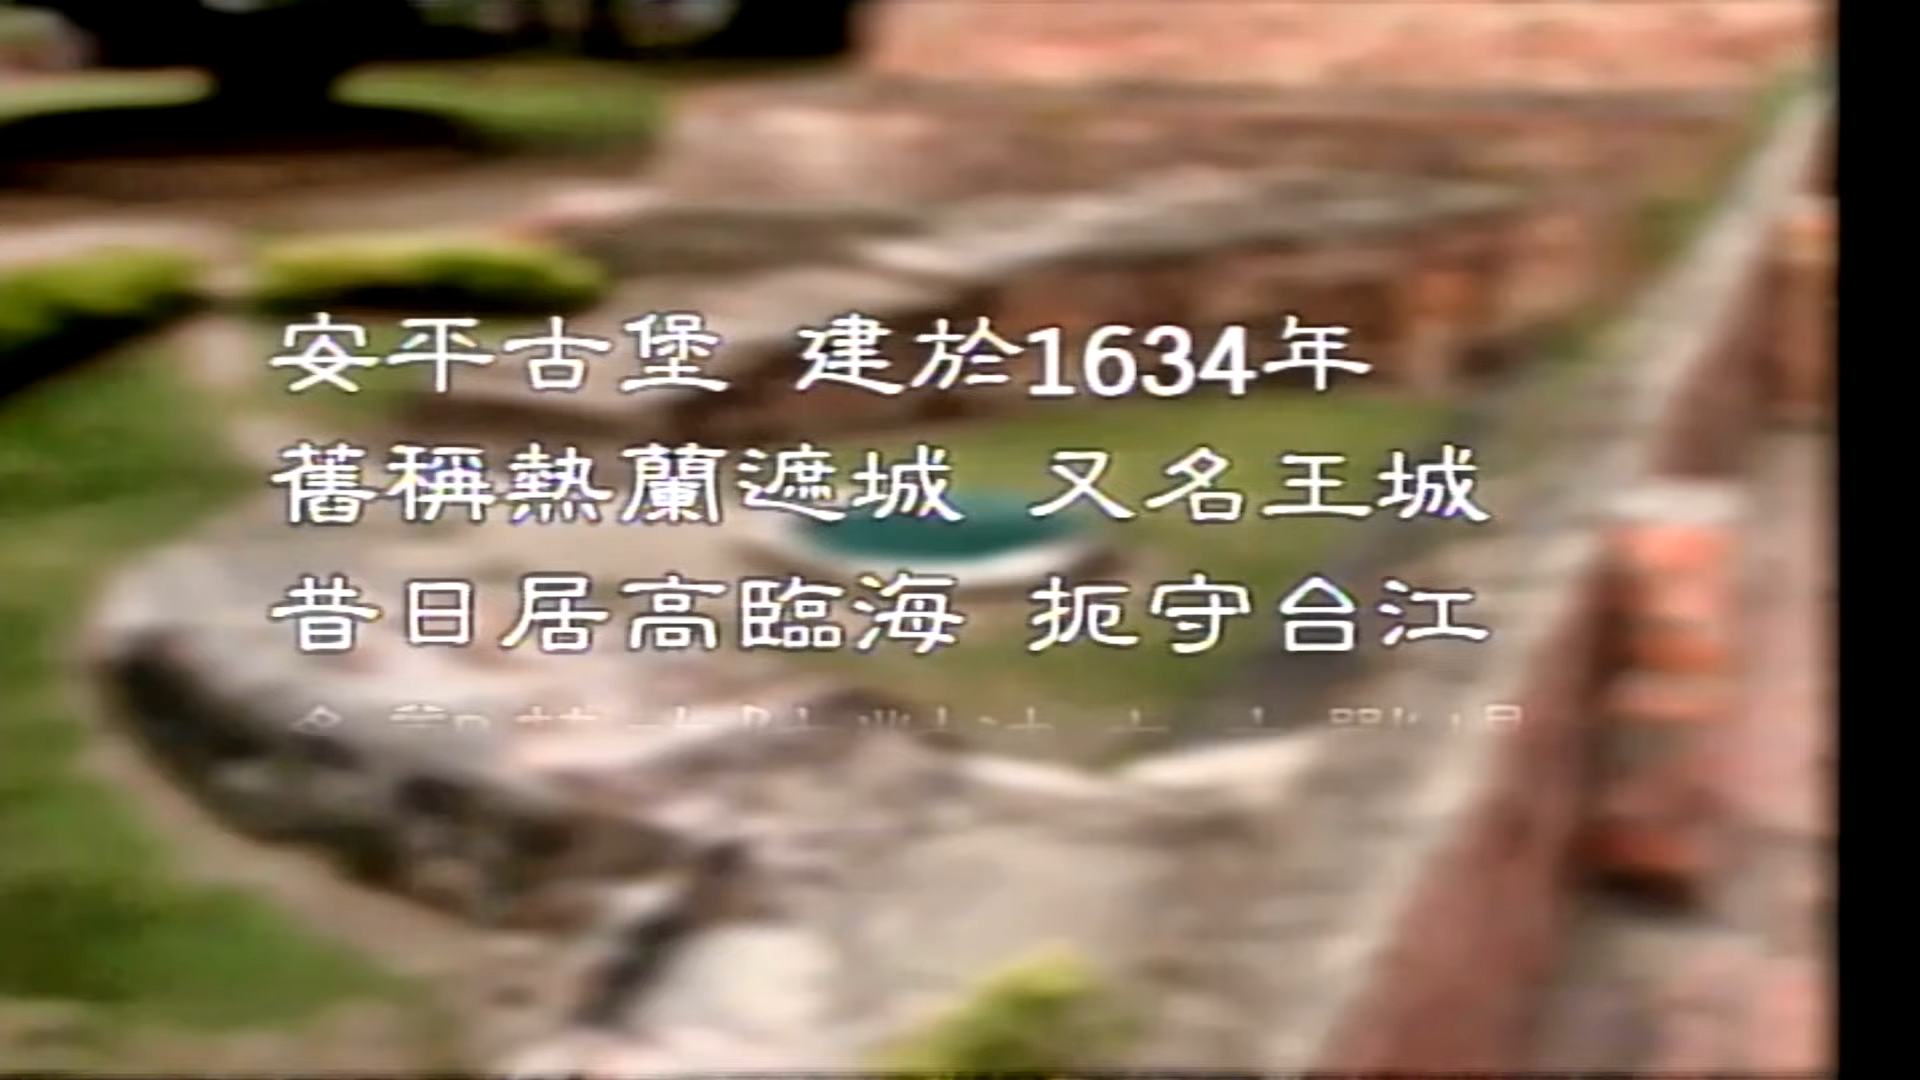 安平古堡 建於1634年
舊稱熱蘭遮城 又名王城
昔日居高臨海 扼守台江